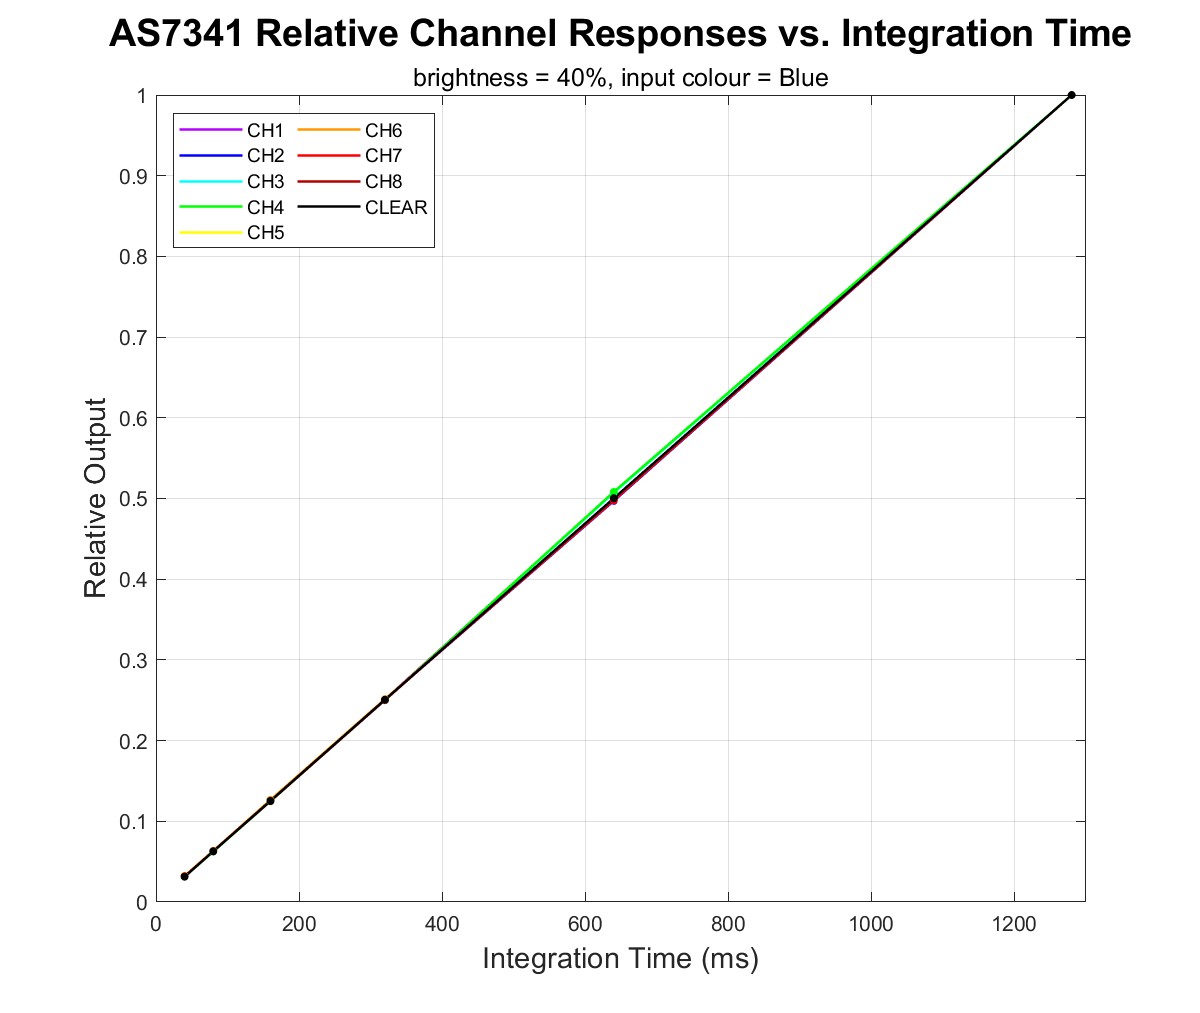 AS7341 Relative Channel Responses vs. Integration Time
brightness = 40%, input colour = Blue
CH1 CH6
CH2 CH7
CH3 CH8
CH4 CLEAR
CH5
1
0.9
0.8
0.7
0.6
0.5
0.4
0.3
0.2
0.1
0
Relative Output
0 200 400 600 800 1000 1200
Integration Time (ms)